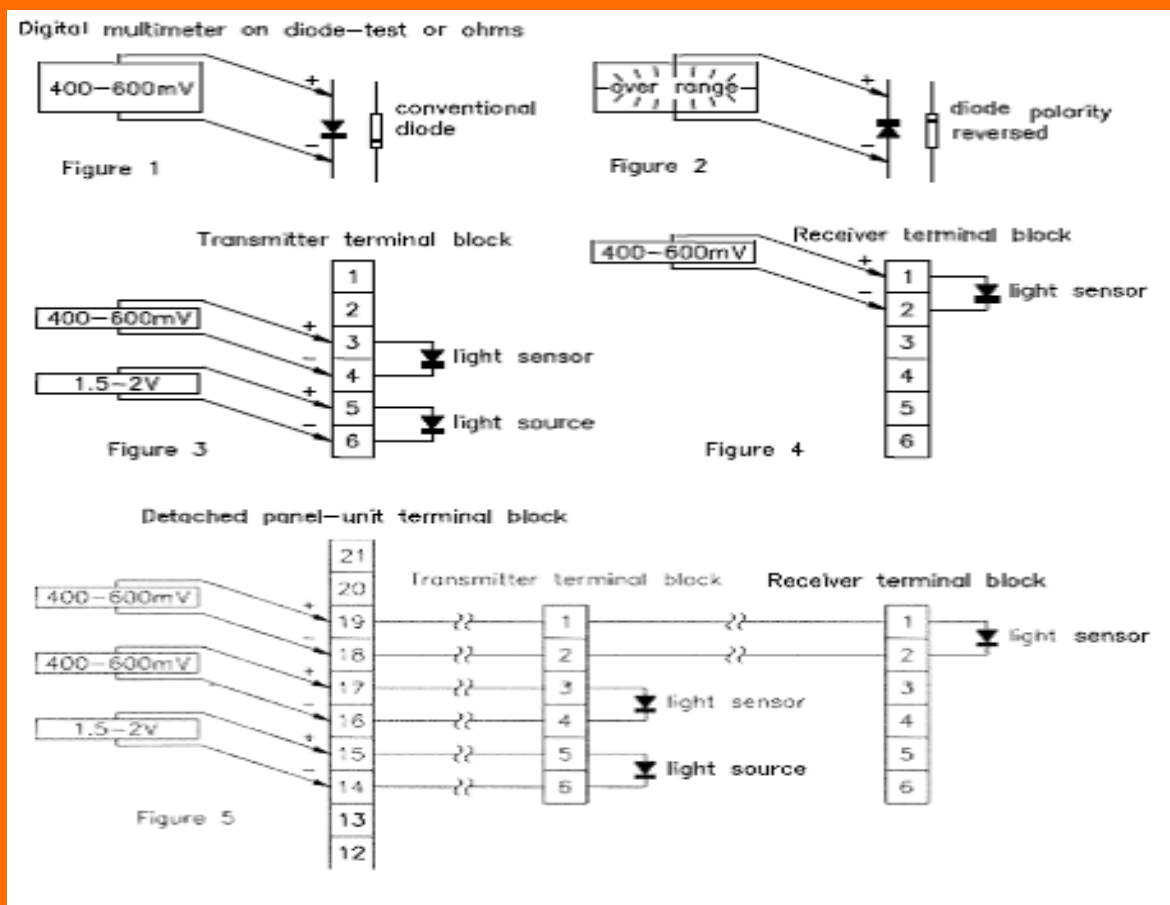 Digital multimeter on diode-test or ohms
400-600mV
+
-
conventional
diode
Figure 1
over range
+
-
diode polarity
reversed
Figure 2
Transmitter terminal block
1
2
3
4
5
6
400-600mV
+
-
light sensor
1.5-2V
+
-
light source
Figure 3
Receiver terminal block
400-600mV
+
-
1
2
3
4
5
6
light sensor
Figure 4
Detached panel-unit terminal block
21
20
19
18
17
16
15
14
13
12
400-600mV
+
-
400-600mV
+
-
1.5-2V
+
-
Transmitter terminal block
1
2
3
4
5
6
light sensor
light source
Receiver terminal block
1
2
3
4
5
6
light sensor
Figure 5